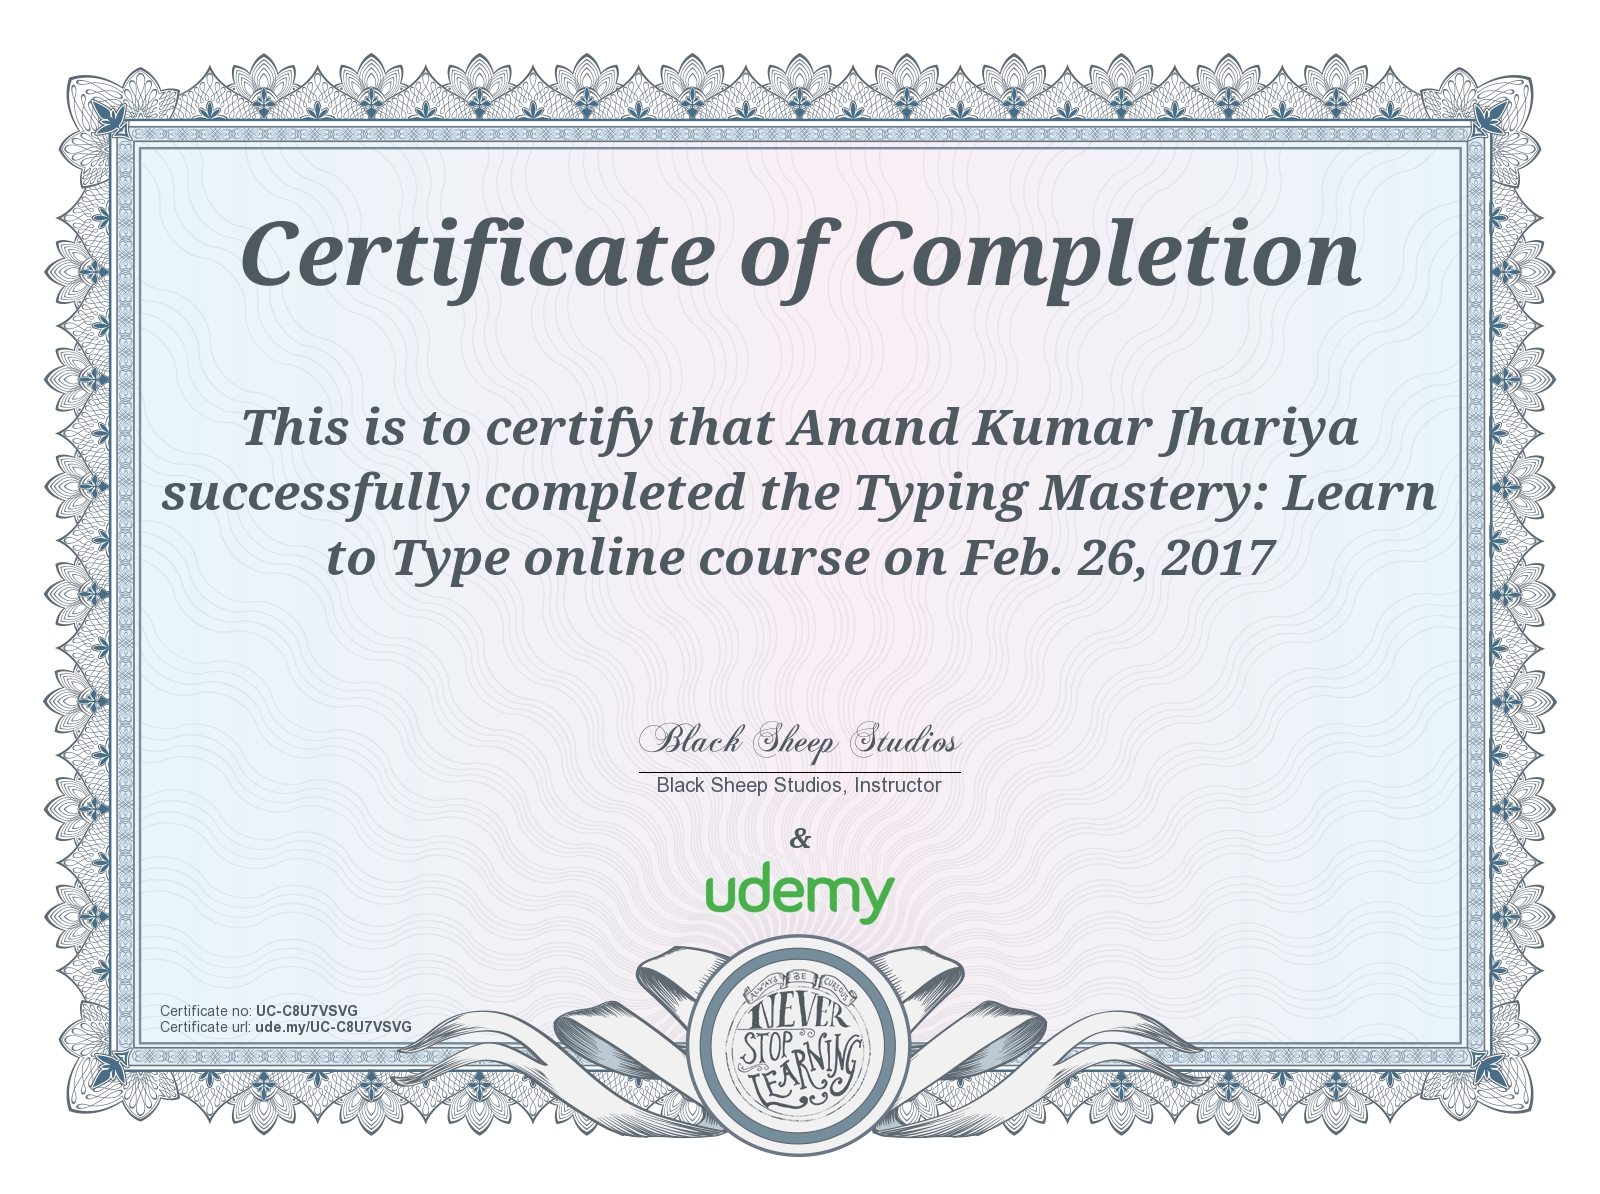 Certificate of Completion
This is to certify that Anand Kumar Jhariya
successfully completed the Typing Mastery: Learn
to Type online course on Feb. 26, 2017
Black Sheep Studios
Black Sheep Studios, Instructor
&
udemy
Certificate no: UC-C8U7VSVG
Certificate url: ude.my/UC-C8U7VSVG
ALWAYS BE CURIOUS
NEVER
STOP
LEARNING